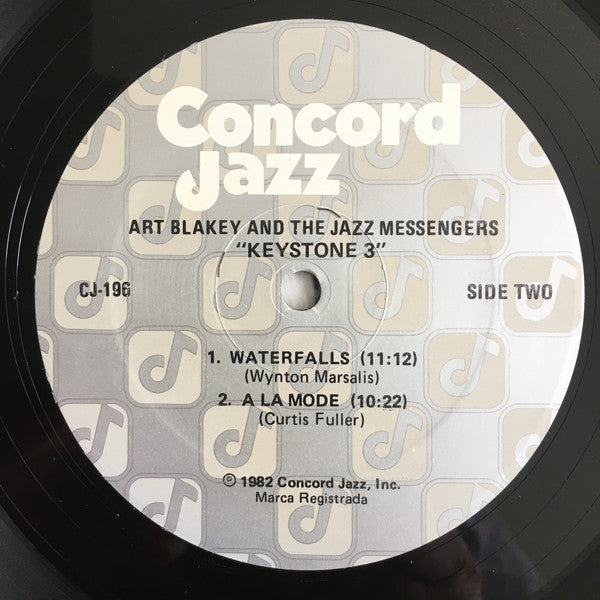 Concord
Jazz
ART BLAKEY AND THE JAZZ MESSENGERS
"KEYSTONE 3"
CJ-196
SIDE TWO
1. WATERFALLS (11:12)
(Wynton Marsalis)
2. A LA MODE (10:22)
(Curtis Fuller)
℗ 1982 Concord Jazz, Inc.
Marca Registrada